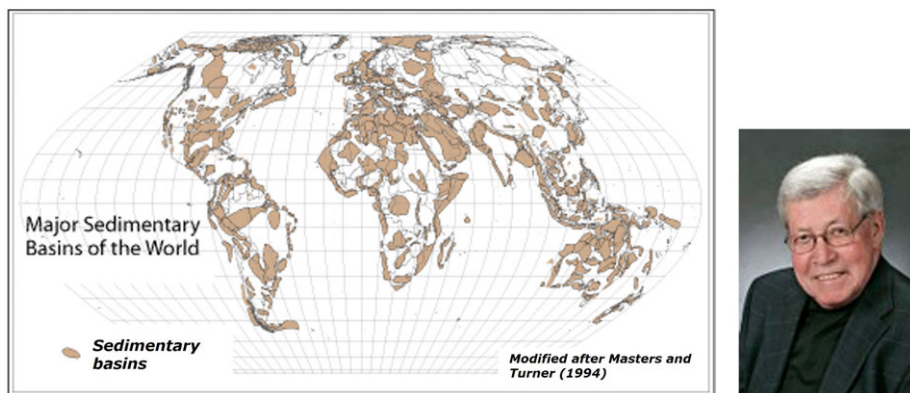 Major Sedimentary
Basins of the World
Sedimentary
basins
Modified after Masters and
Turner (1994)